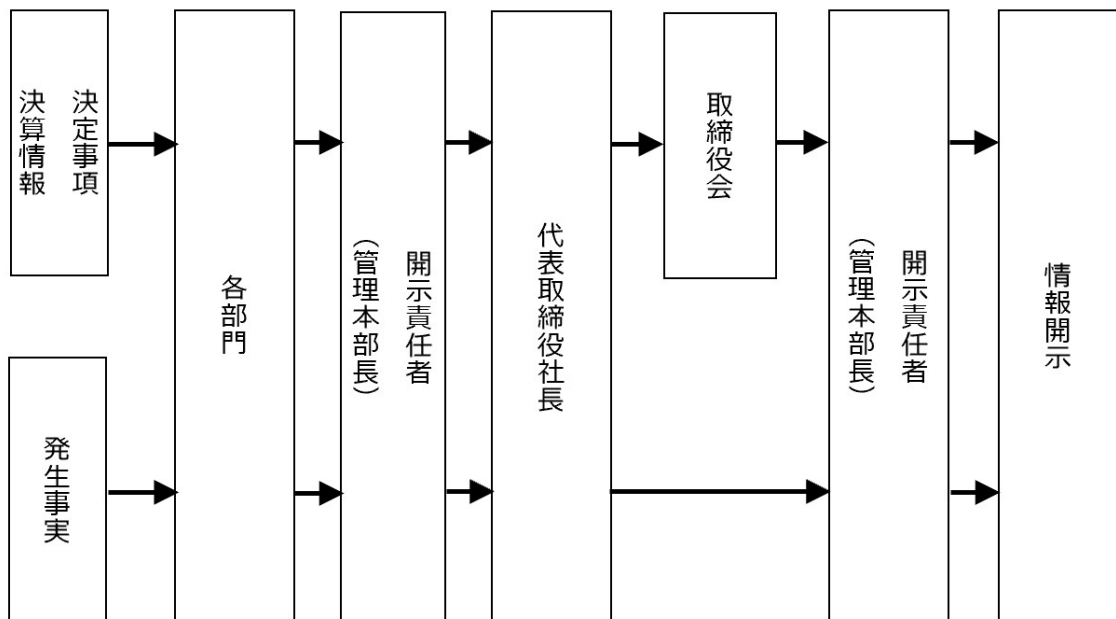 決定事項
決算情報
発生事実
各部門
開示責任者
（管理本部長）
代表取締役社長
取締役会
開示責任者
（管理本部長）
情報開示